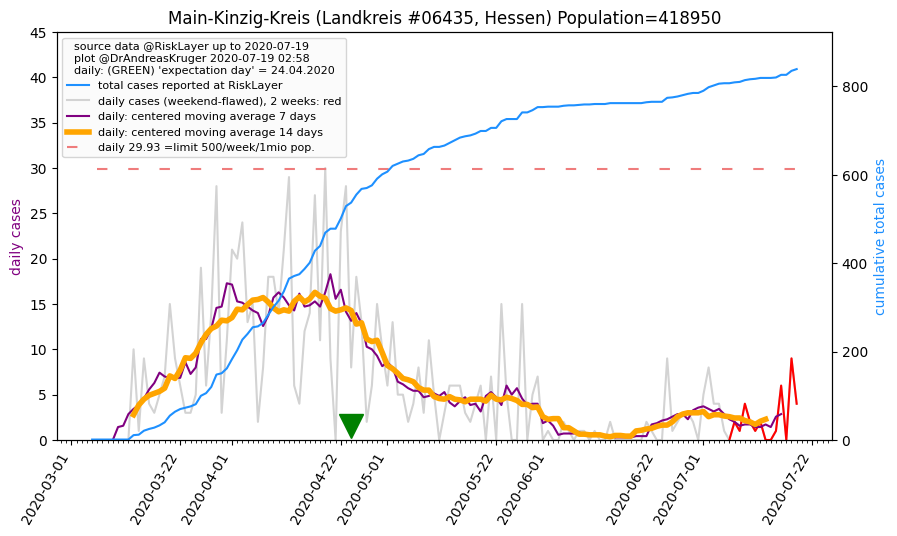 Main-Kinzig-Kreis (Landkreis #06435, Hessen) Population=418950
source data @RiskLayer up to 2020-07-19
plot @DrAndreasKruger 2020-07-19 02:58
daily: (GREEN) 'expectation day' = 24.04.2020
total cases reported at RiskLayer
daily cases (weekend-flawed), 2 weeks: red
daily: centered moving average 7 days
daily: centered moving average 14 days
daily 29.93 =limit 500/week/1mio pop.
daily cases
45
40
35
30
25
20
15
10
5
0
cumulative total cases
800
600
400
200
0
2020-03-01
2020-03-22
2020-04-01
2020-04-22
2020-05-01
2020-05-22
2020-06-01
2020-06-22
2020-07-01
2020-07-22